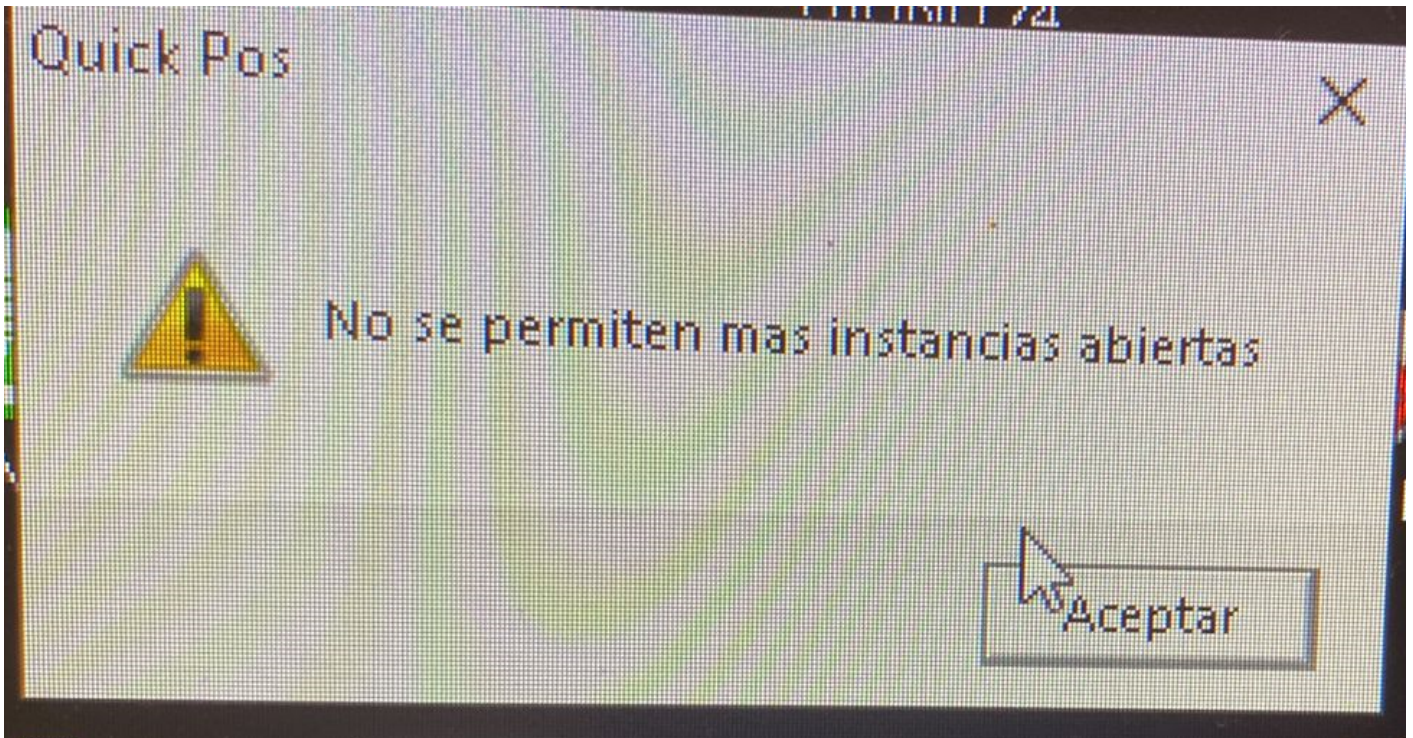 Quick Pos
No se permiten mas instancias abiertas
Aceptar